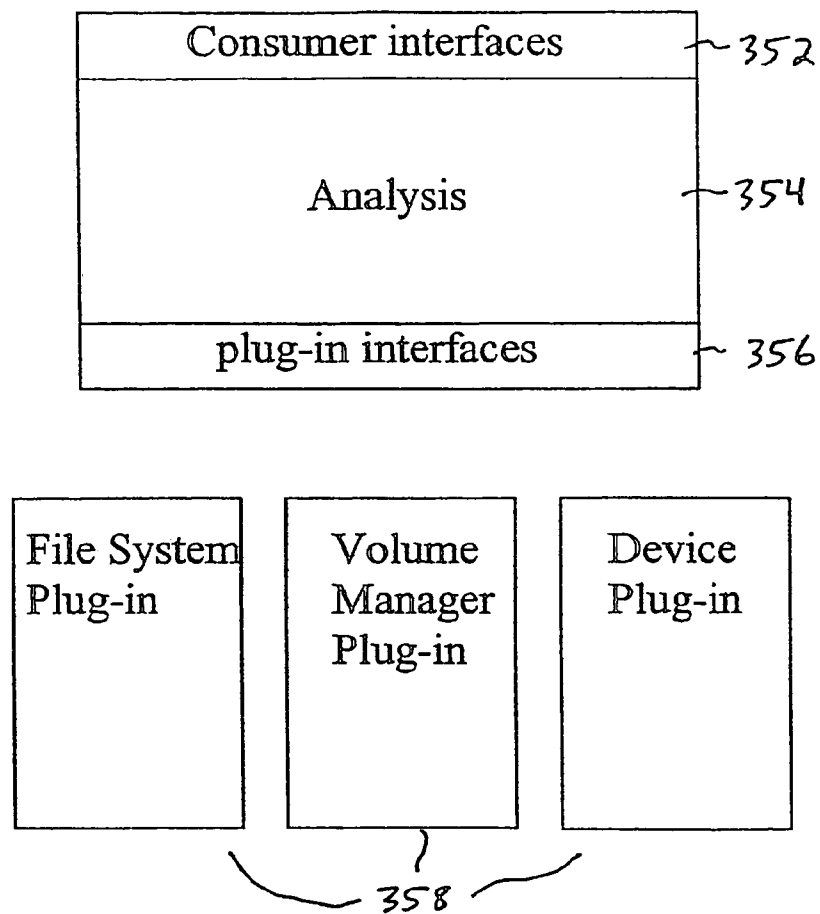 Consumer interfaces
352
Analysis
354
plug-in interfaces
356
File System
Plug-in
Volume
Manager
Plug-in
Device
Plug-in
358